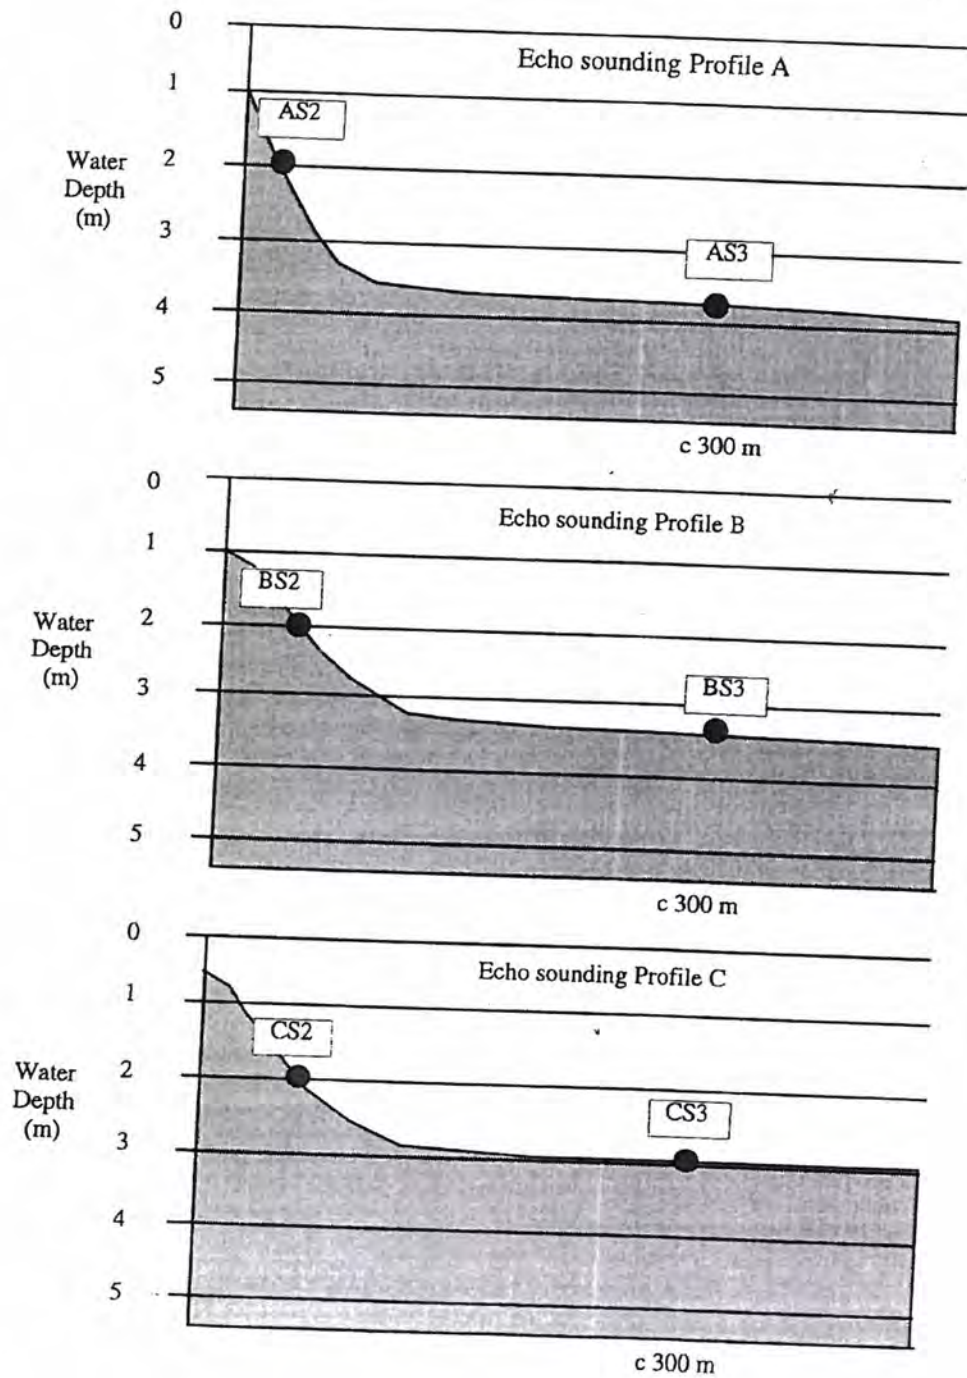 0
Echo sounding Profile A
1
AS2
Water
Depth
(m)
2
3
AS3
4
5
c 300 m
0
Echo sounding Profile B
1
BS2
Water
Depth
(m)
2
3
BS3
4
5
c 300 m
0
Echo sounding Profile C
1
CS2
Water
Depth
(m)
2
CS3
3
4
5
c 300 m